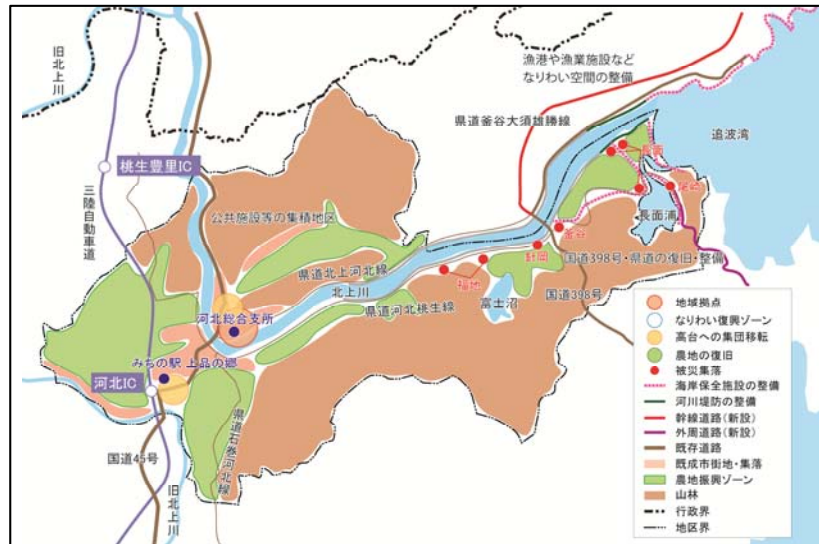 旧北上川
漁港や漁業施設など
なりわい空間の整備
県道釜谷大須雄勝線
追波湾
桃生豊里IC
三陸自動車道
長面
尾崎
長面浦
公共施設等の集積地区
釜谷
針岡
国道398号・県道の復旧・整備
県道北上河北線
北上川
福地
県道河北桃生線
富士沼
国道398号
河北総合支所
みちの駅 上品の郷
河北IC
県道石巻河北線
国道45号
旧北上川
地域拠点
なりわい復興ゾーン
高台への集団移転
農地の復旧
被災集落
海岸保全施設の整備
河川堤防の整備
幹線道路(新設)
外周道路(新設)
既存道路
既成市街地・集落
農地振興ゾーン
山林
行政界
地区界